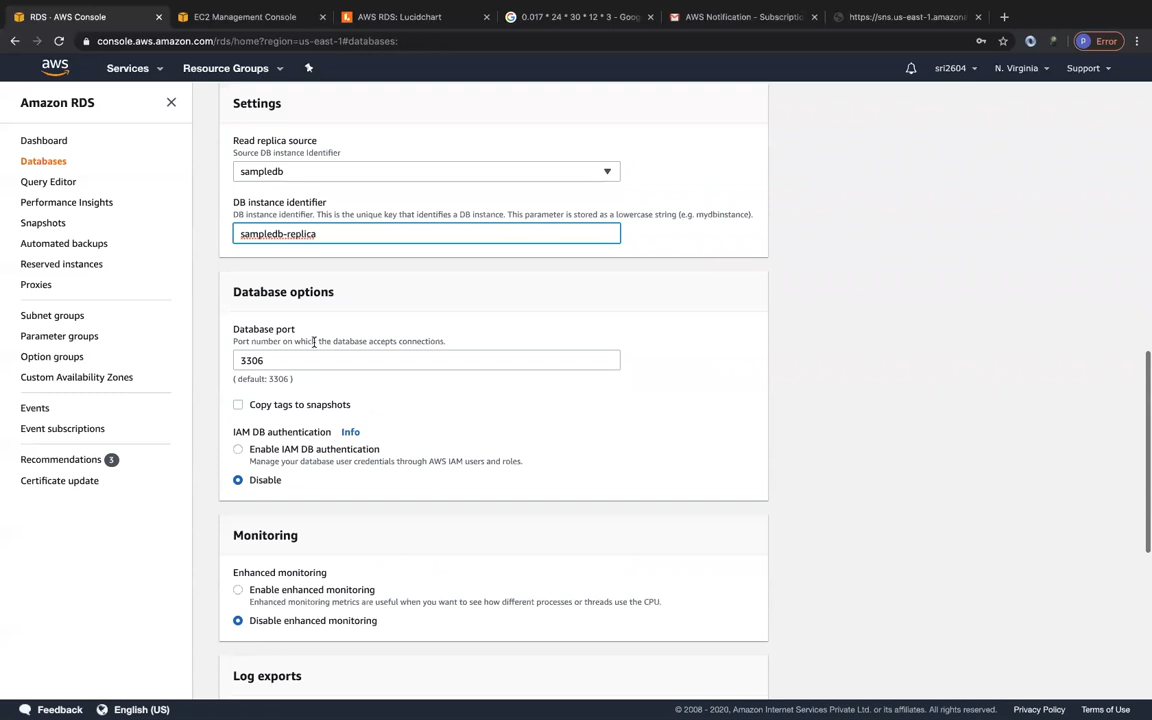 RDS · AWS Console
EC2 Management Console
AWS RDS: Lucidchart
0.017 * 24 * 30 * 12 * 3 - Goog
AWS Notification - Subscriptio
https://sns.us-east-1.amazona
console.aws.amazon.com/rds/home?region=us-east-1#databases:
P Error
aws
Services
Resource Groups
sri2604
N. Virginia
Support
Amazon RDS
Dashboard
Databases
Query Editor
Performance Insights
Snapshots
Automated backups
Reserved instances
Proxies
Subnet groups
Parameter groups
Option groups
Custom Availability Zones
Events
Event subscriptions
Recommendations 3
Certificate update
Settings
Read replica source
Source DB instance Identifier
sampledb
DB instance identifier
DB instance identifier. This is the unique key that identifies a DB instance. This parameter is stored as a lowercase string (e.g. mydbinstance).
sampledb-replica
Database options
Database port
Port number on which the database accepts connections.
3306
( default: 3306 )
Copy tags to snapshots
IAM DB authentication Info
Enable IAM DB authentication
Manage your database user credentials through AWS IAM users and roles.
Disable
Monitoring
Enhanced monitoring
Enable enhanced monitoring
Enhanced monitoring metrics are useful when you want to see how different processes or threads use the CPU.
Disable enhanced monitoring
Log exports
Feedback
English (US)
© 2008 - 2020, Amazon Internet Services Private Ltd. or its affiliates. All rights reserved.
Privacy Policy
Terms of Use